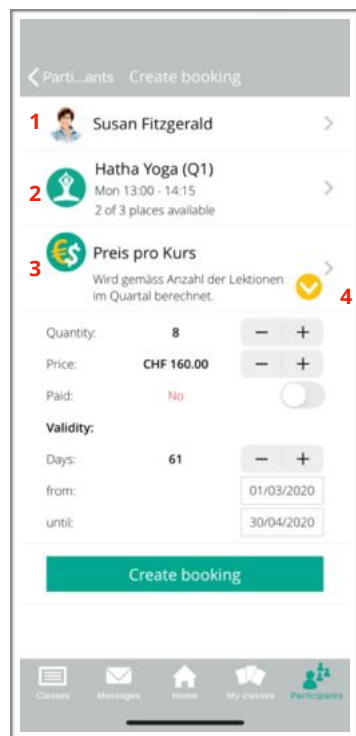 Parti...ants Create booking
1 Susan Fitzgerald
Hatha Yoga (Q1)
2 Mon 13:00 - 14:15
2 of 3 places available
€$ Preis pro Kurs
3 Wird gemäss Anzahl der Lektionen
im Quartal berechnet.
4
Quantity: 8 − +
Price: CHF 160.00 − +
Paid: No
Validity:
Days: 61 − +
from: 01/03/2020
until: 30/04/2020
Create booking
Classes Messages Home My classes Participants